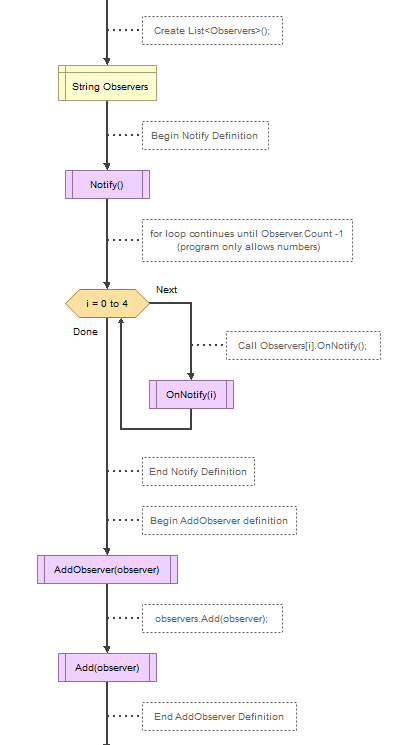 Create List<Observers>();
String Observers
Begin Notify Definition
Notify()
for loop continues until Observer.Count -1
(program only allows numbers)
i = 0 to 4
Next
Done
Call Observers[i].OnNotify();
OnNotify(i)
End Notify Definition
Begin AddObserver definition
AddObserver(observer)
observers.Add(observer);
Add(observer)
End AddObserver Definition